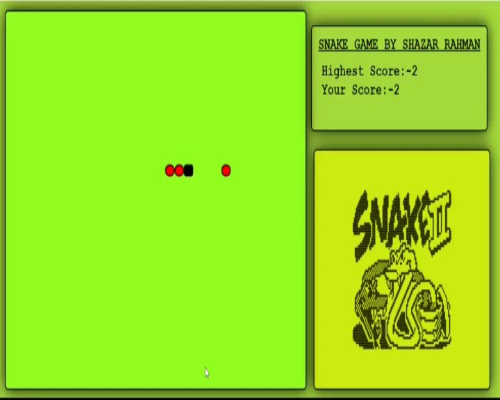 SNAKE GAME BY SHAZAR RAHMAN
Highest Score:-2
Your Score:-2
SNAKE II